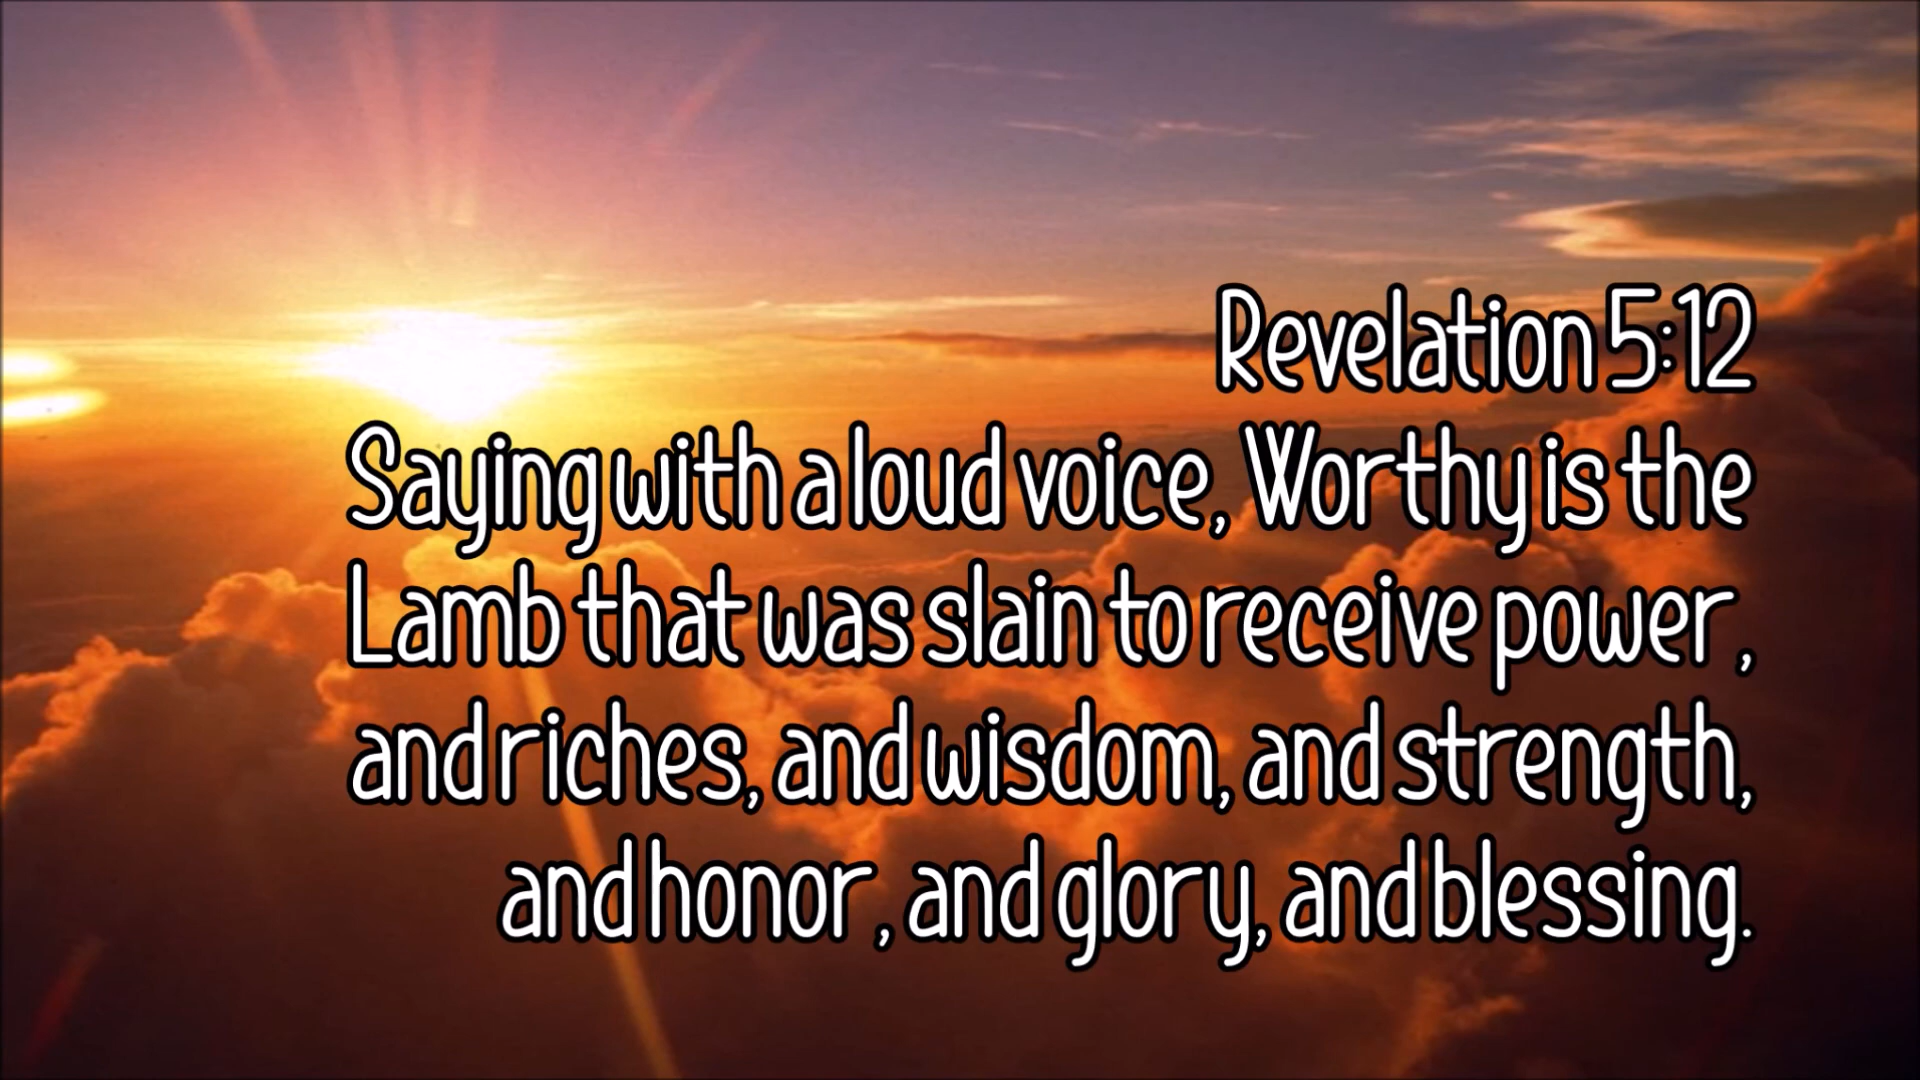 Revelation 5:12
Saying with a loud voice, Worthy is the
Lamb that was slain to receive power,
and riches, and wisdom, and strength,
and honor, and glory, and blessing.